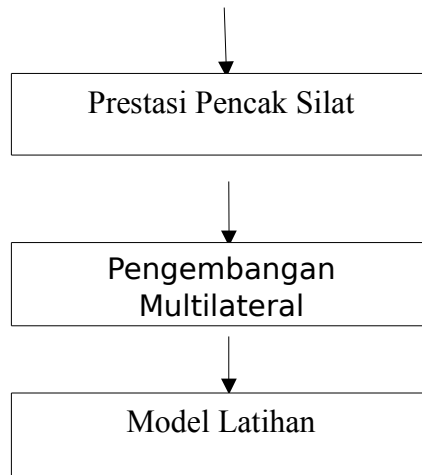 Prestasi Pencak Silat
Pengembangan
Multilateral
Model Latihan